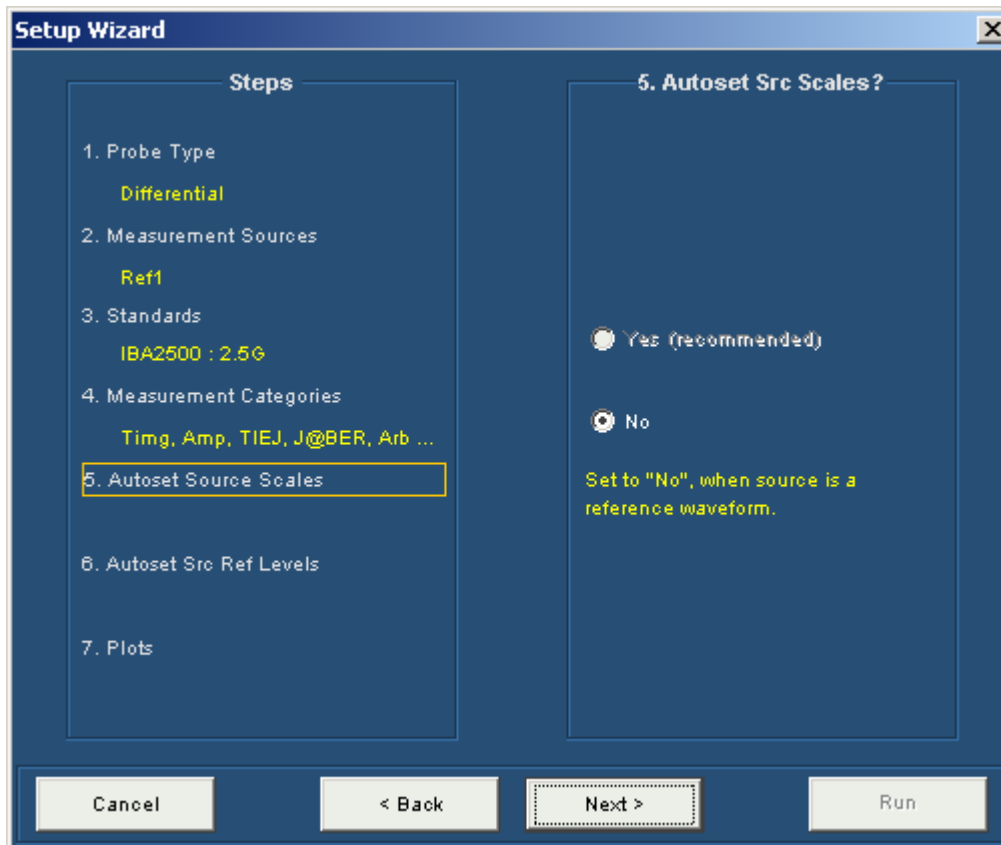 Setup Wizard
Steps
1. Probe Type
Differential
2. Measurement Sources
Ref1
3. Standards
IBA2500 : 2.5G
4. Measurement Categories
Timg, Amp, TIEJ, J@BER, Arb ...
5. Autoset Source Scales
6. Autoset Src Ref Levels
7. Plots
5. Autoset Src Scales?
Yes (recommended)
No
Set to "No", when source is a
reference waveform.
Cancel
< Back
Next >
Run